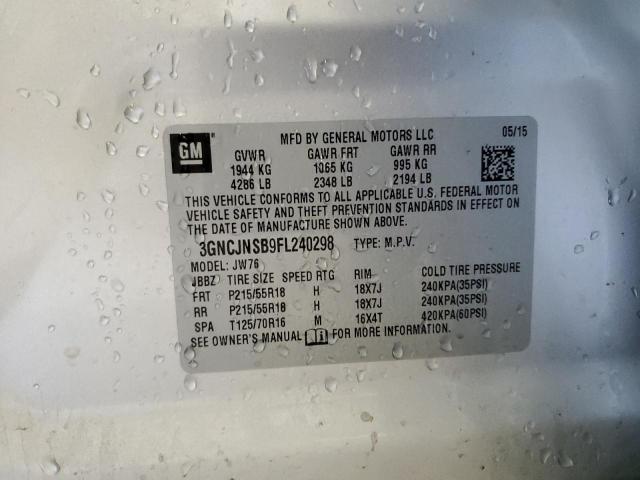 GM
MFD BY GENERAL MOTORS LLC 05/15
GVWR GAWR FRT GAWR RR
1944 KG 1065 KG 995 KG
4286 LB 2348 LB 2194 LB
THIS VEHICLE CONFORMS TO ALL APPLICABLE U.S. FEDERAL MOTOR
VEHICLE SAFETY AND THEFT PREVENTION STANDARDS IN EFFECT ON
THE DATE OF MANUFACTURE SHOWN ABOVE.
3GNCJNSB9FL240298 TYPE: M.P.V.
MODEL: JW76
JBBZ TIRE SIZE SPEED RTG RIM COLD TIRE PRESSURE
FRT P215/55R18 H 18X7J 240KPA(35PSI)
RR P215/55R18 H 18X7J 240KPA(35PSI)
SPA T125/70R16 M 16X4T 420KPA(60PSI)
SEE OWNER'S MANUAL FOR MORE INFORMATION.